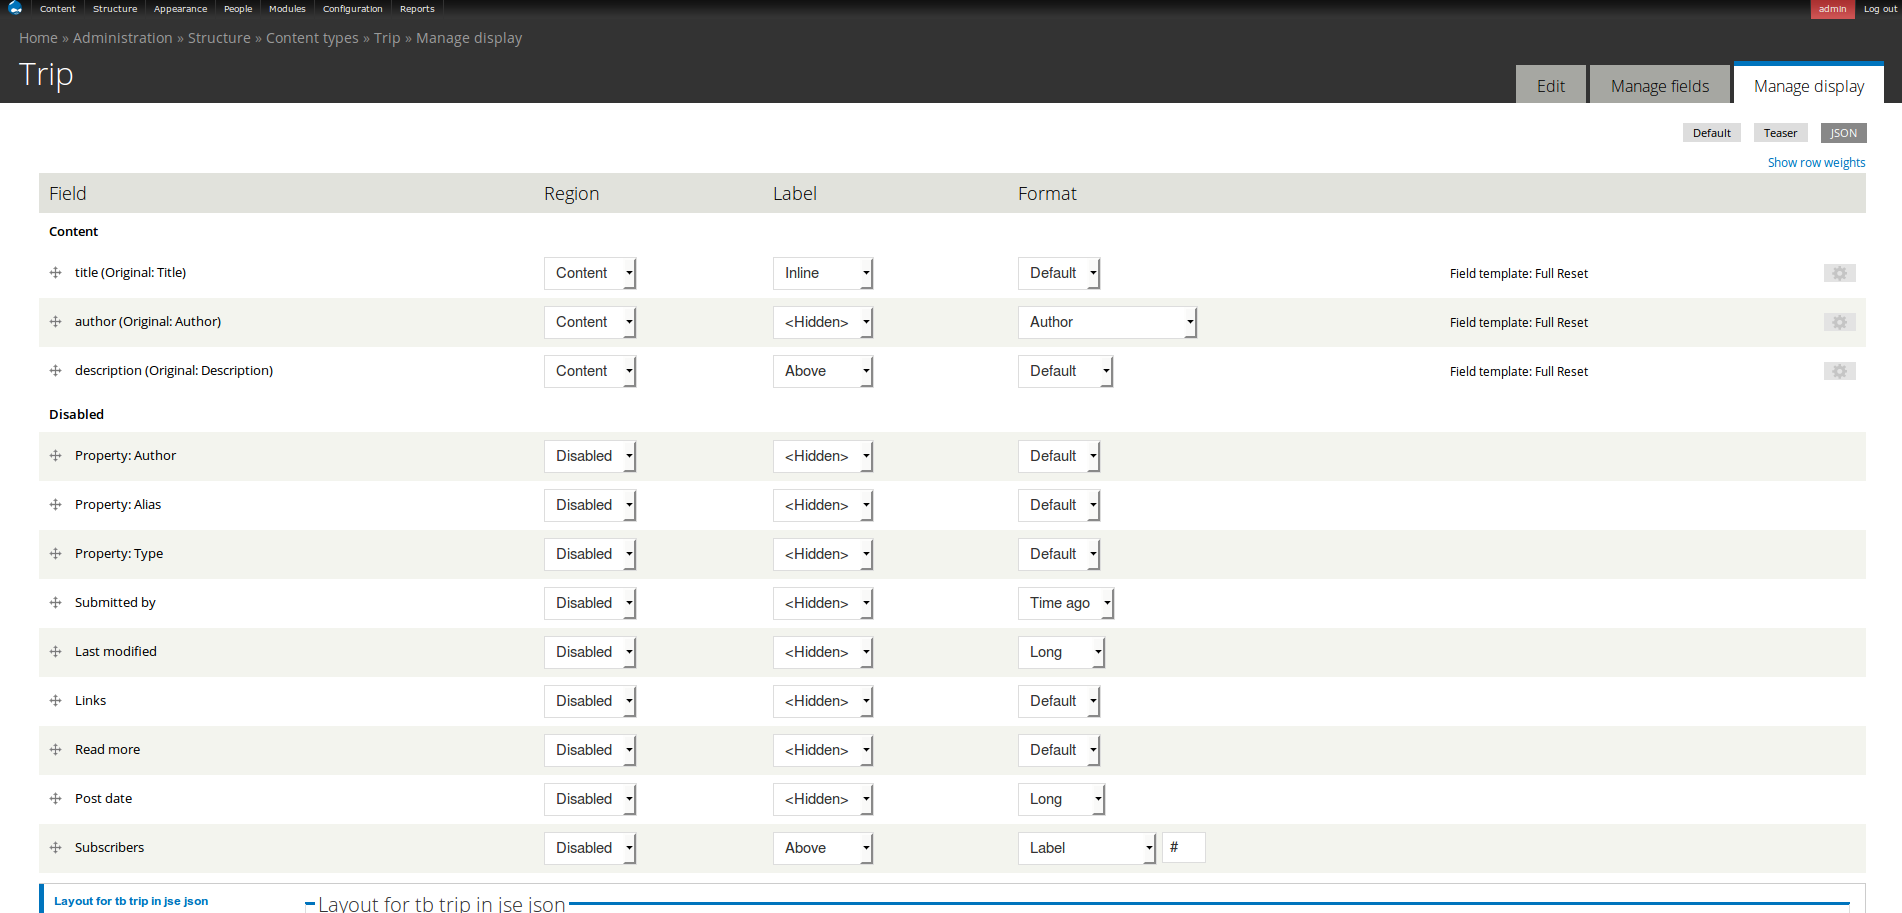 Content Structure Appearance People Modules Configuration Reports admin Log out
Home » Administration » Structure » Content types » Trip » Manage display
Trip
Edit Manage fields Manage display
Default Teaser JSON
Show row weights
Field Region Label Format
Content
title (Original: Title) Content Inline Default Field template: Full Reset
author (Original: Author) Content <Hidden> Author Field template: Full Reset
description (Original: Description) Content Above Default Field template: Full Reset
Disabled
Property: Author Disabled <Hidden> Default
Property: Alias Disabled <Hidden> Default
Property: Type Disabled <Hidden> Default
Submitted by Disabled <Hidden> Time ago
Last modified Disabled <Hidden> Long
Links Disabled <Hidden> Default
Read more Disabled <Hidden> Default
Post date Disabled <Hidden> Long
Subscribers Disabled Above Label #
Layout for tb trip in jse json Layout for tb trip in jse json